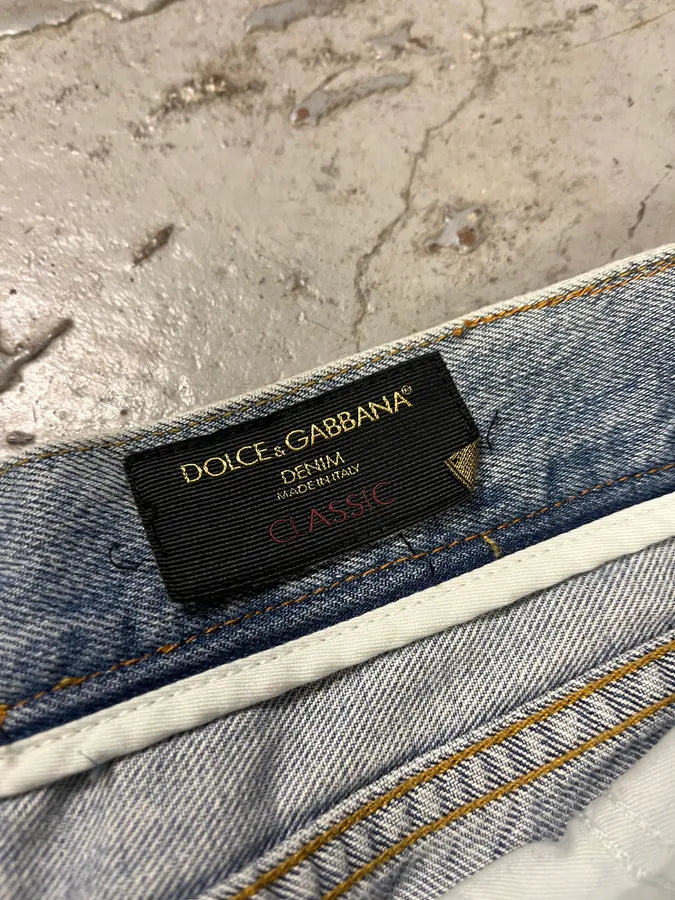 DOLCE & GABBANA®
DENIM
MADE IN ITALY
CLASSIC